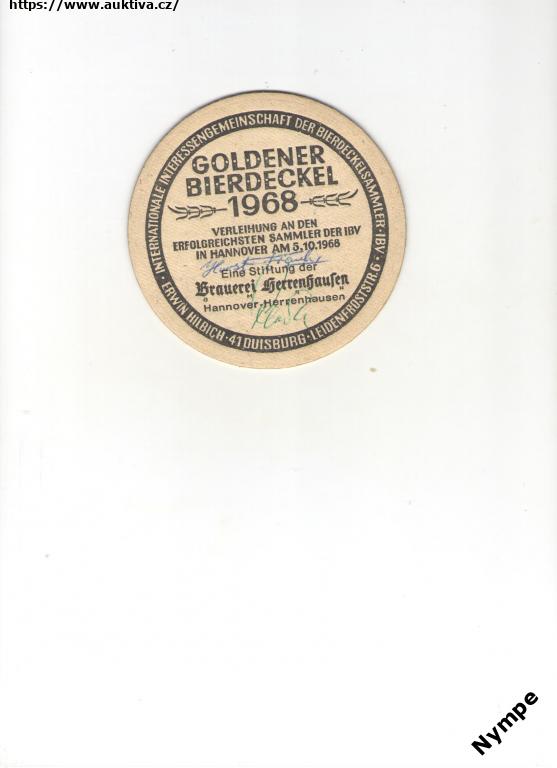 https://www.auktiva.cz/
INTERNATIONALE INTERESSENGEMEINSCHAFT DER BIERDECKELSAMMLER · IBV ·
ERWIN HILBICH · 41 DUISBURG · LEIDENFROSTSTR. 6 ·
GOLDENER
BIERDECKEL
1968
VERLEIHUNG AN DEN
ERFOLGREICHSTEN SAMMLER DER IBV
IN HANNOVER AM 5.10.1968
Horst
Eine Stiftung der
Brauerei Herrenhausen
Hannover-Herrenhausen
Nympe